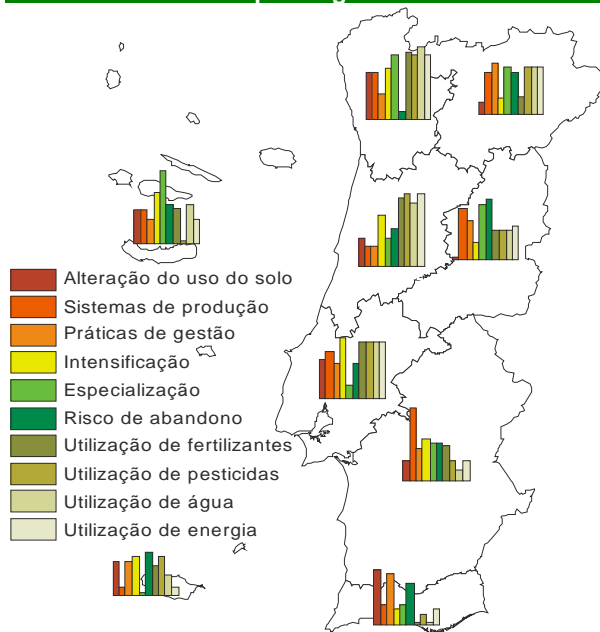 Alteração do uso do solo
Sistemas de produção
Práticas de gestão
Intensificação
Especialização
Risco de abandono
Utilização de fertilizantes
Utilização de pesticidas
Utilização de água
Utilização de energia